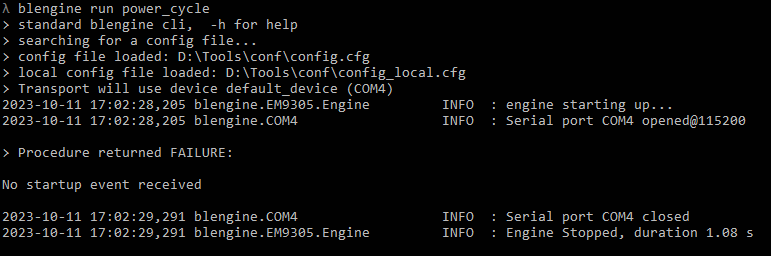 λ blengine run power_cycle
> standard blengine cli,  -h for help
> searching for a config file...
> config file loaded: D:\Tools\conf\config.cfg
> local config file loaded: D:\Tools\conf\config_local.cfg
> Transport will use device default_device (COM4)
2023-10-11 17:02:28,205 blengine.EM9305.Engine         INFO  : engine starting up...
2023-10-11 17:02:28,205 blengine.COM4                  INFO  : Serial port COM4 opened@115200
> Procedure returned FAILURE:
No startup event received
2023-10-11 17:02:29,291 blengine.COM4                  INFO  : Serial port COM4 closed
2023-10-11 17:02:29,291 blengine.EM9305.Engine         INFO  : Engine Stopped, duration 1.08 s